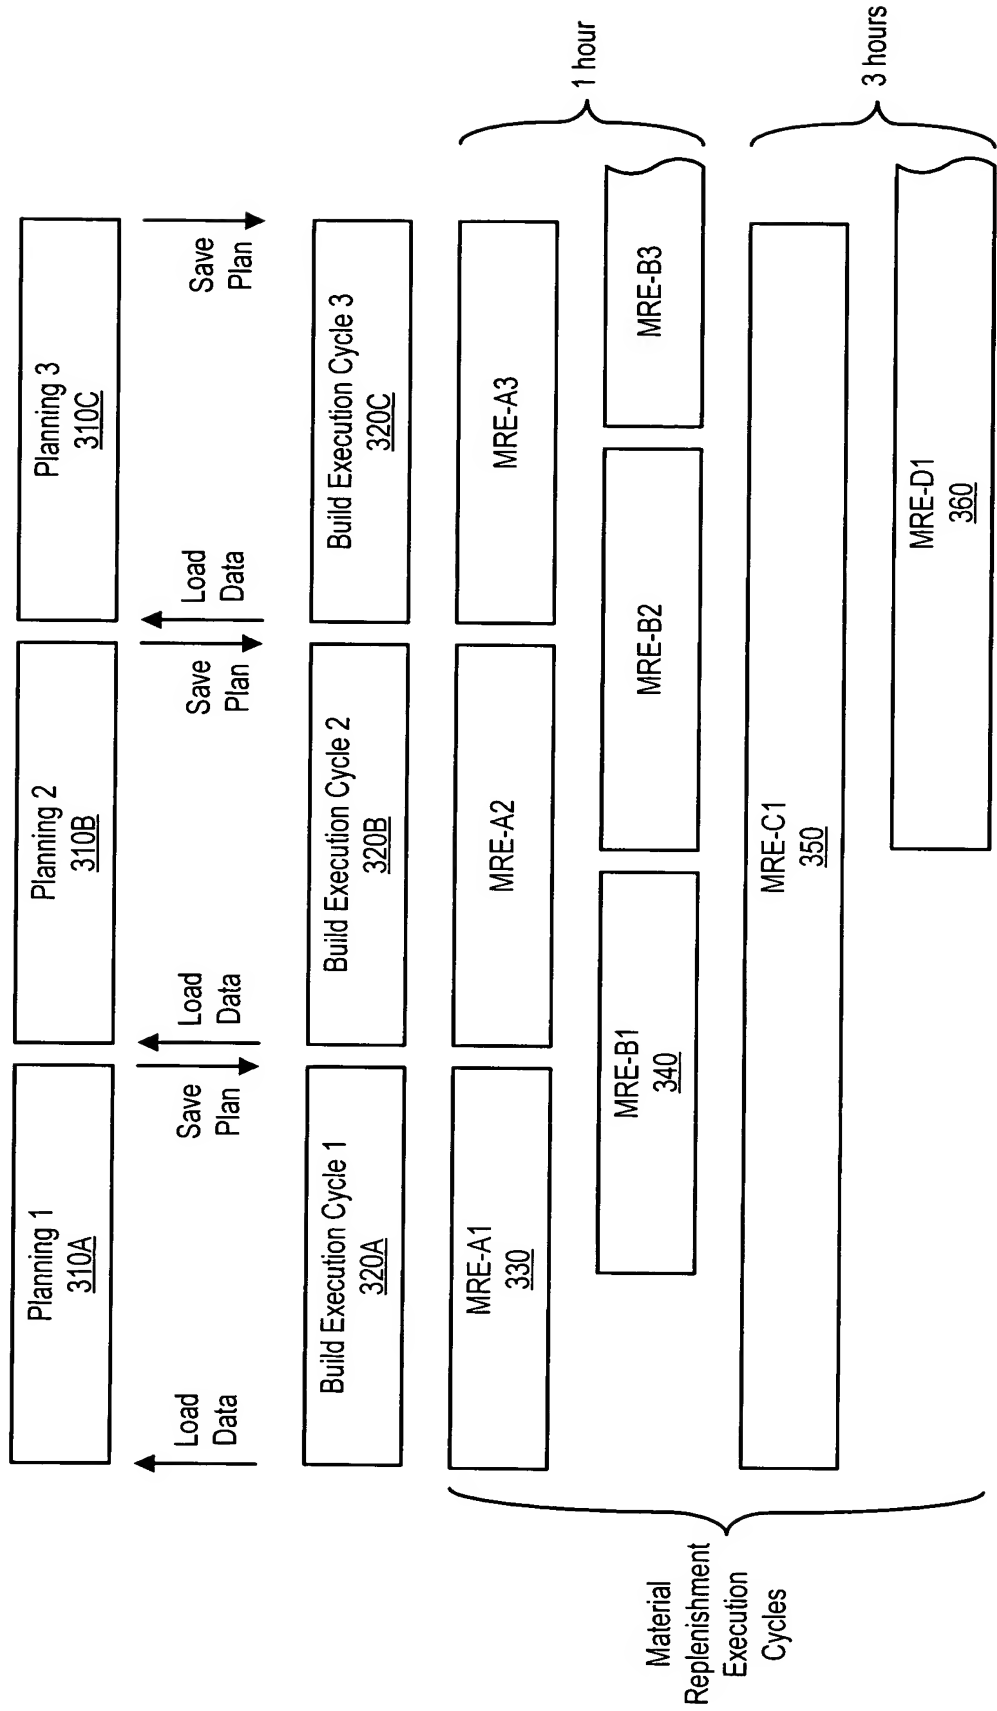 Planning 1
310A
Planning 2
310B
Planning 3
310C
Load
Data
Save
Plan
Load
Data
Save
Plan
Load
Data
Save
Plan
Build Execution Cycle 1
320A
Build Execution Cycle 2
320B
Build Execution Cycle 3
320C
Material
Replenishment
Execution
Cycles
MRE-A1
330
MRE-A2
MRE-A3
1 hour
MRE-B1
340
MRE-B2
MRE-B3
MRE-C1
350
3 hours
MRE-D1
360